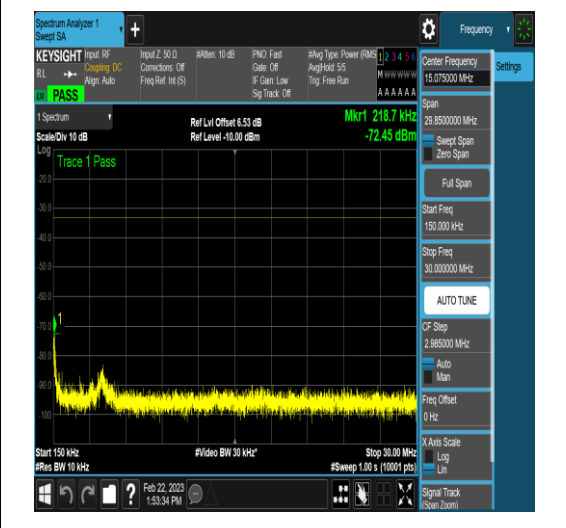 Spectrum Analyzer 1
Swept SA
Frequency
KEYSIGHT
RL
PASS
Input: RF
Coupling: DC
Align: Auto
Input Z: 50 Ω
Corrections: Off
Freq Ref: Int (S)
#Atten: 10 dB
PNO: Fast
Gate: Off
IF Gain: Low
Sig Track: Off
#Avg Type: Power (RMS
Avg|Hold: 5/5
Trig: Free Run
1 2 3 4 5 6
M W W W W W
A A A A A A
1 Spectrum
Scale/Div 10 dB
Ref Lvl Offset 6.53 dB
Ref Level -10.00 dBm
Mkr1 218.7 kHz
-72.45 dBm
Log
Trace 1 Pass
-20.0
-30.0
-40.0
-50.0
-60.0
-70.0
-80.0
-90.0
-100
1
Start 150 kHz
#Res BW 10 kHz
#Video BW 30 kHz*
Stop 30.00 MHz
#Sweep 1.00 s (10001 pts)
?
Feb 22, 2023
1:53:34 PM
Center Frequency
15.075000 MHz
Settings
Span
29.8500000 MHz
Swept Span
Zero Span
Full Span
Start Freq
150.000 kHz
Stop Freq
30.000000 MHz
AUTO TUNE
CF Step
2.985000 MHz
Auto
Man
Freq Offset
0 Hz
X Axis Scale
Log
Lin
Signal Track
(Span Zoom)